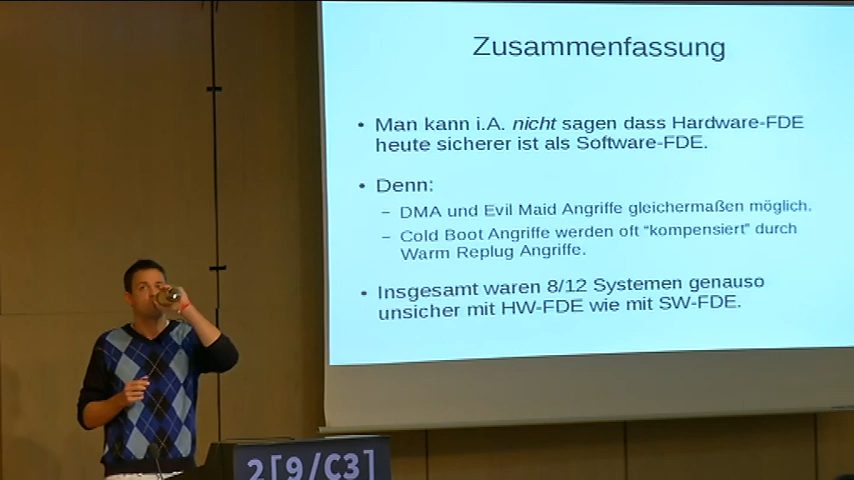 Zusammenfassung
• Man kann i.A. nicht sagen dass Hardware-FDE
heute sicherer ist als Software-FDE.
• Denn:
– DMA und Evil Maid Angriffe gleichermaßen möglich.
– Cold Boot Angriffe werden oft “kompensiert” durch
Warm Replug Angriffe.
• Insgesamt waren 8/12 Systemen genauso
unsicher mit HW-FDE wie mit SW-FDE.
2[9/C3]